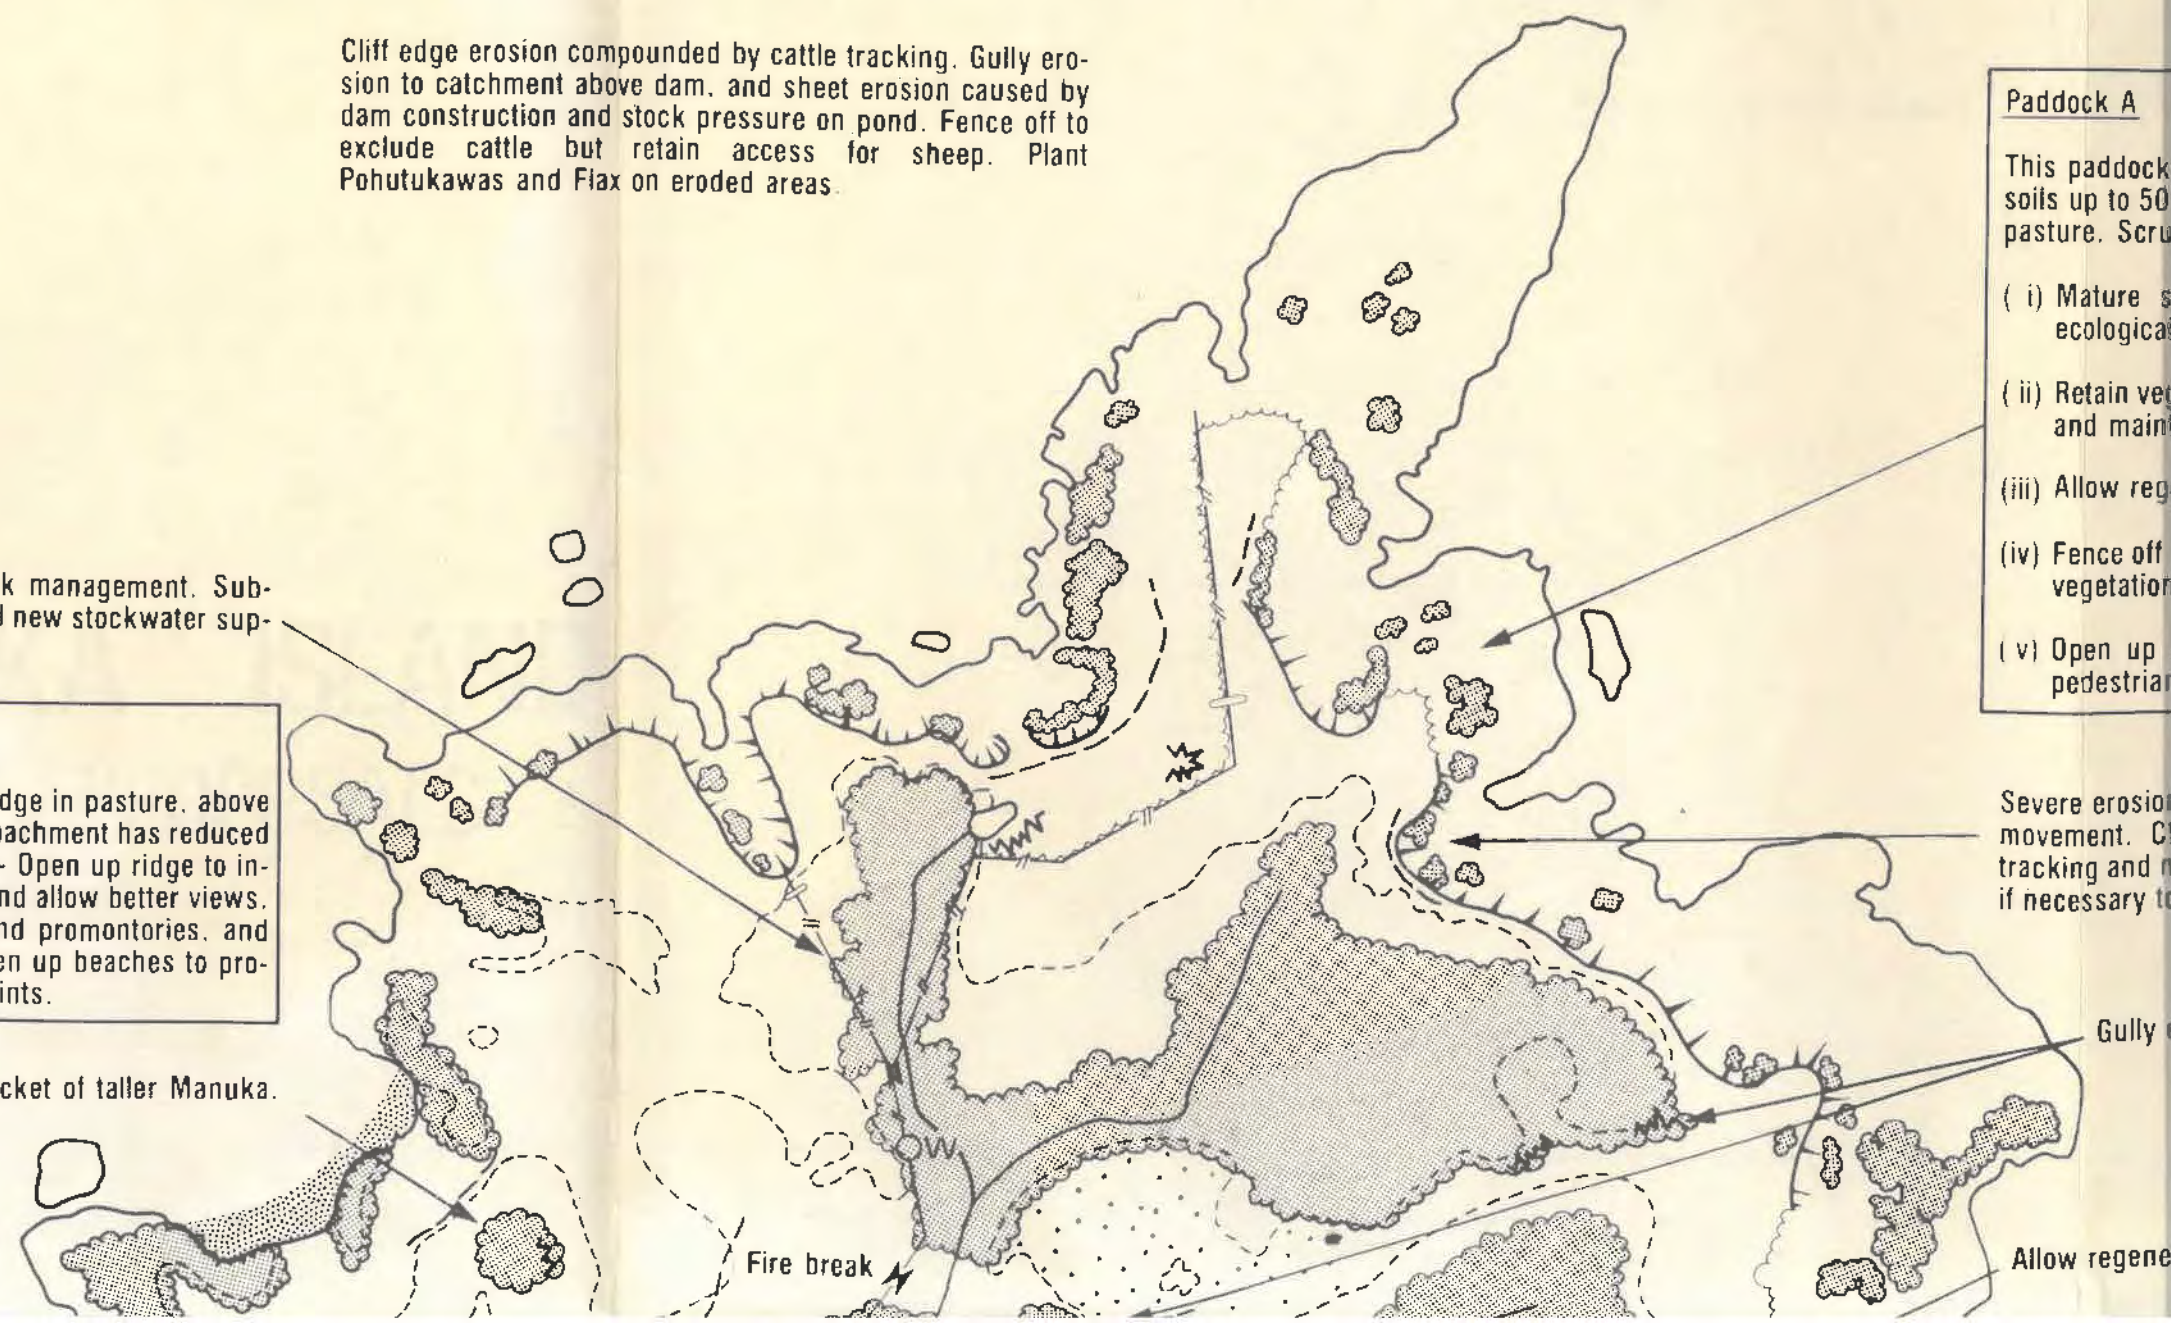 Cliff edge erosion compounded by cattle tracking. Gully ero-
sion to catchment above dam, and sheet erosion caused by
dam construction and stock pressure on pond. Fence off to
exclude cattle but retain access for sheep. Plant
Pohutukawas and Flax on eroded areas.
Paddock A
This paddock
soils up to 50
pasture. Scru
( i) Mature s
ecologica
( ii) Retain veg
and main
(iii) Allow reg
(iv) Fence off
vegetation
( v) Open up
pedestria
k management. Sub-
new stockwater sup-
dge in pasture, above
oachment has reduced
- Open up ridge to in-
nd allow better views.
nd promontories, and
en up beaches to pro-
ints.
Severe erosion
movement. C
tracking and
if necessary to
Gully
cket of taller Manuka.
W
Fire break
Allow regene